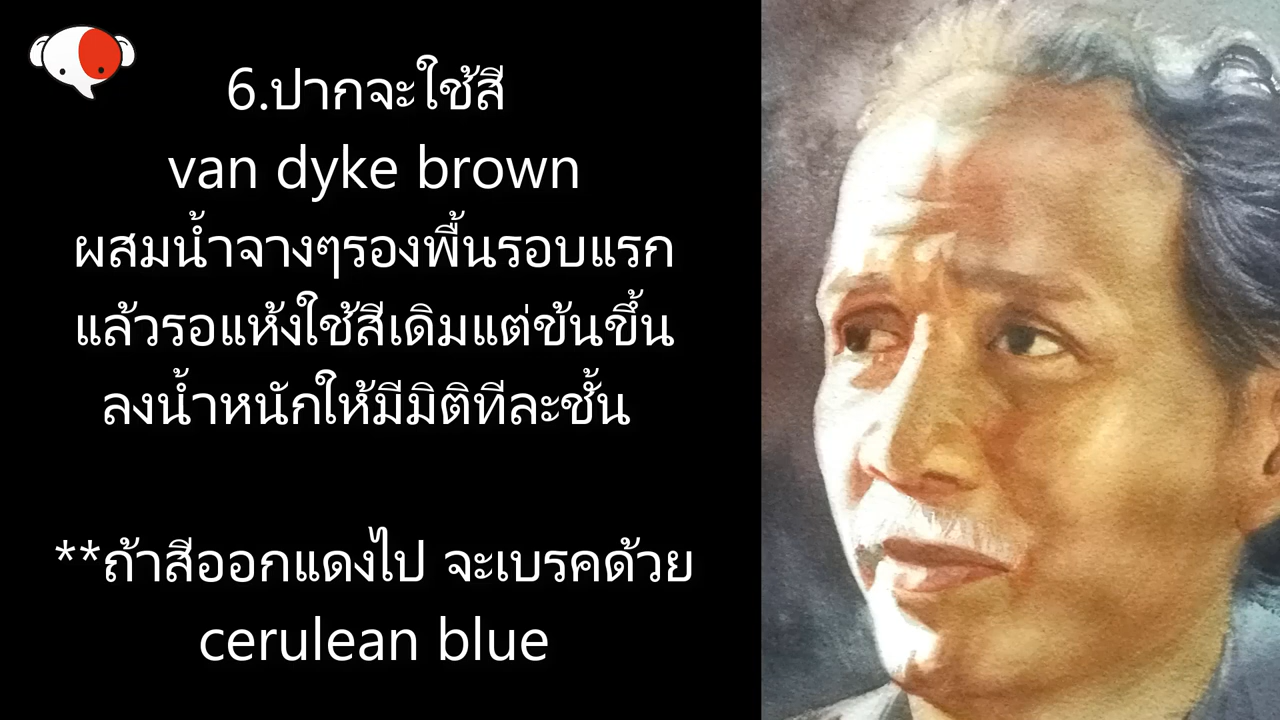 6.ปากจะใช้สี
van dyke brown
ผสมน้ำจางๆรองพื้นรอบแรก
แล้วรอแห้งใช้สีเดิมแต่ข้นขึ้น
ลงน้ำหนักให้มีมิติทีละชั้น
**ถ้าสีออกแดงไป จะเบรคด้วย
cerulean blue